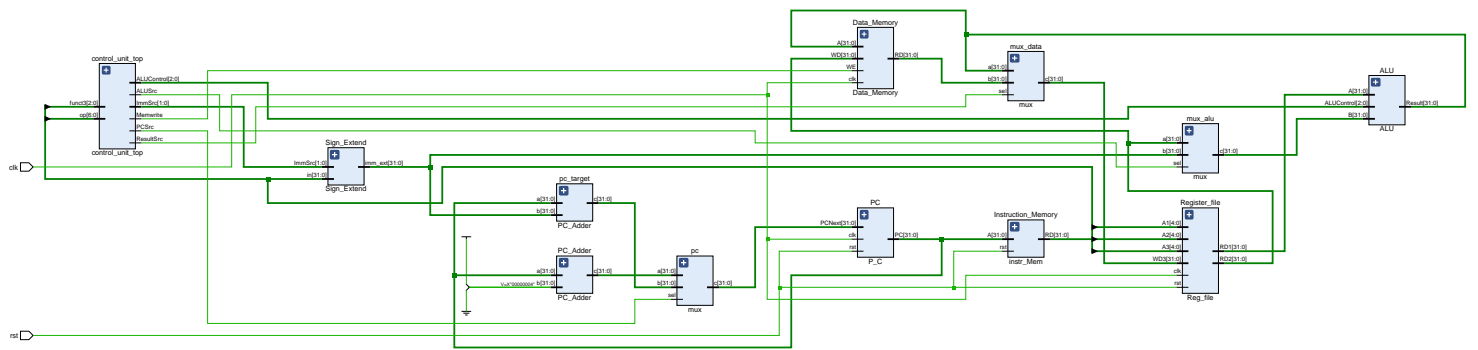 control_unit_top
funct3[2:0]
op[6:0]
ALUControl[2:0]
ALUSrc
ImmSrc[1:0]
Memwrite
PCSrc
ResultSrc
control_unit_top
clk
rst
Sign_Extend
ImmSrc[1:0]
in[31:0]
imm_ext[31:0]
Sign_Extend
pc_target
a[31:0]
b[31:0]
c[31:0]
PC_Adder
PC_Adder
a[31:0]
V=X"00000004"
b[31:0]
c[31:0]
PC_Adder
pc
a[31:0]
b[31:0]
sel
c[31:0]
mux
Data_Memory
A[31:0]
WD[31:0]
WE
clk
RD[31:0]
Data_Memory
PC
PCNext[31:0]
clk
rst
PC[31:0]
P_C
mux_data
a[31:0]
b[31:0]
sel
c[31:0]
mux
Instruction_Memory
A[31:0]
rst
RD[31:0]
instr_Mem
mux_alu
a[31:0]
b[31:0]
sel
c[31:0]
mux
Register_file
A1[4:0]
A2[4:0]
A3[4:0]
WD3[31:0]
clk
rst
RD1[31:0]
RD2[31:0]
Reg_file
ALU
A[31:0]
ALUControl[2:0]
B[31:0]
Result[31:0]
ALU